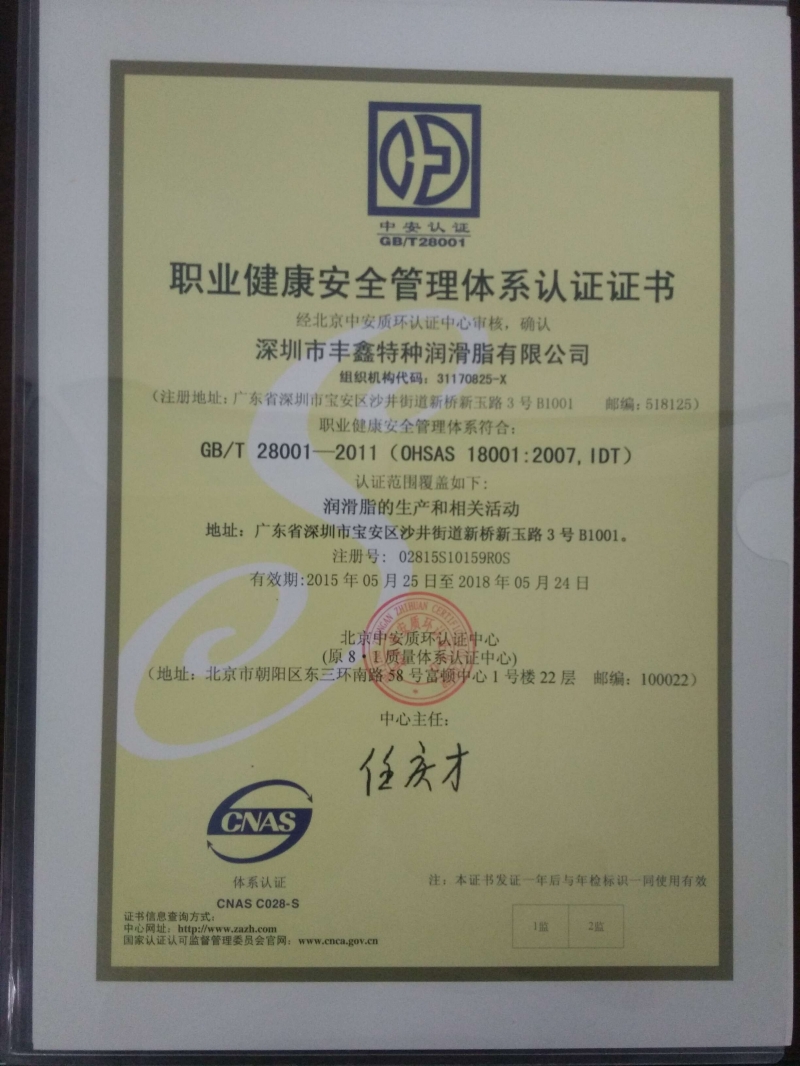 中安认证
GB/T28001
职业健康安全管理体系认证证书
经北京中安质环认证中心审核，确认
深圳市丰鑫特种润滑脂有限公司
组织机构代码：31170825-X
（注册地址：广东省深圳市宝安区沙井街道新桥新玉路3号B1001 邮编：518125）
职业健康安全管理体系符合：
GB/T 28001—2011（OHSAS 18001:2007,IDT）
认证范围覆盖如下：
润滑脂的生产和相关活动
地址：广东省深圳市宝安区沙井街道新桥新玉路3号B1001。
注册号：02815S10159R0S
有效期:2015年05月25日至2018年05月24日
北京中安质环认证中心
(原8·1质量体系认证中心)
（地址：北京市朝阳区东三环南路58号富顿中心1号楼22层 邮编：100022）
中心主任：
任庆才
CNAS
体系认证
CNAS C028-S
注：本证书发证一年后与年检标识一同使用有效
证书信息查询方式：
中心网址：http://www.zazh.com
国家认证认可监督管理委员会官网：www.cnca.gov.cn
1监 2监